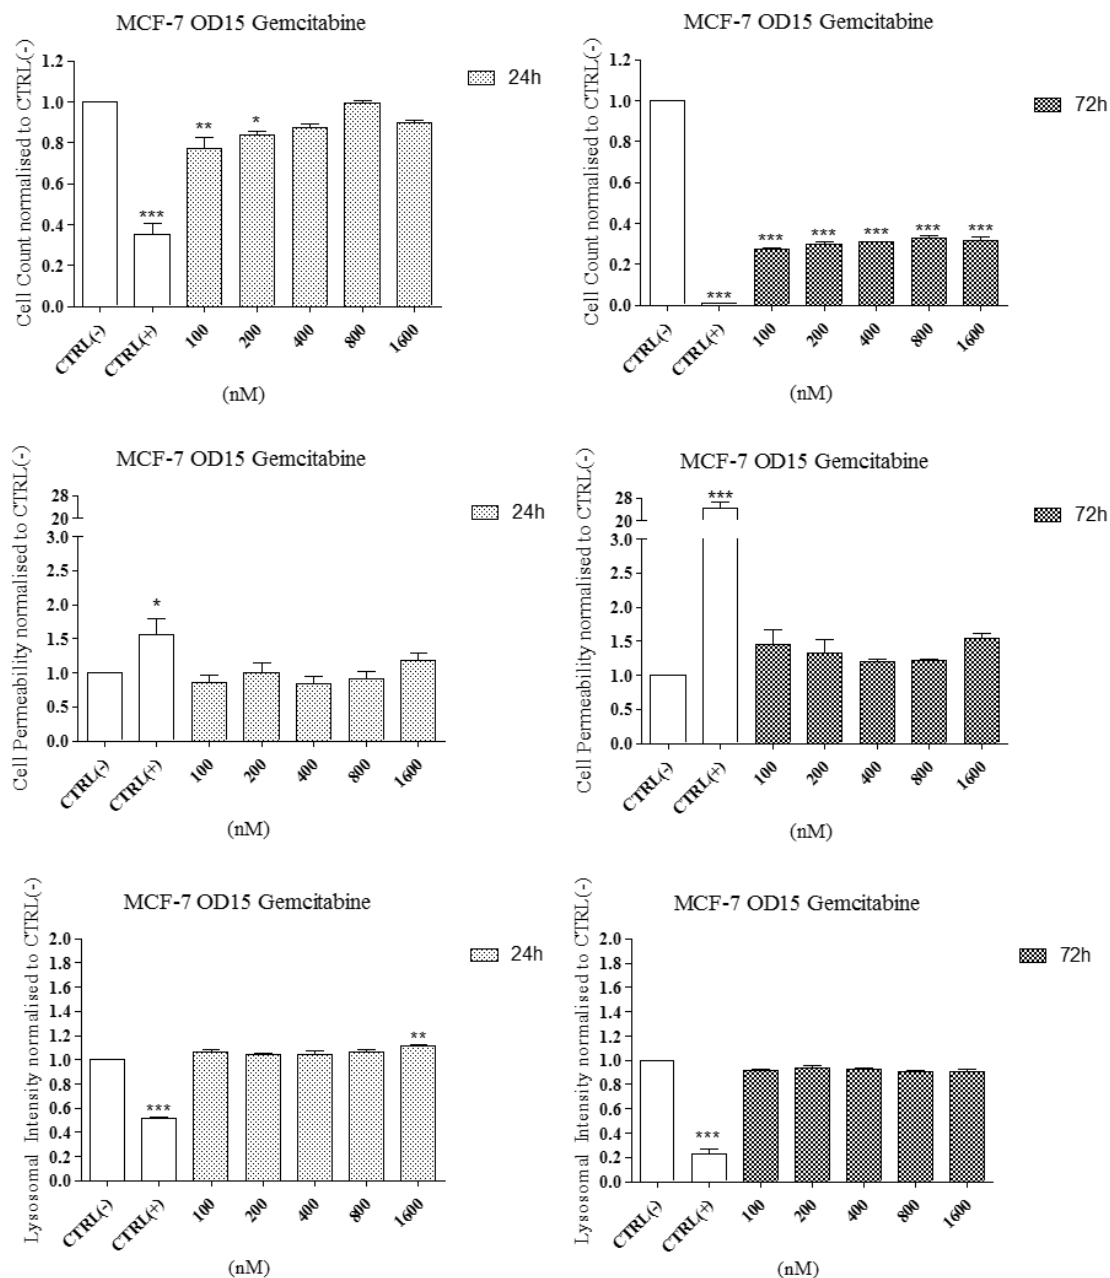 MCF-7 OD15 Gemcitabine
Cell Count normalised to CTRL(-)
1.2
1.0
0.8
0.6
0.4
0.2
0.0
***
**
*
24h
CTRL(-)
CTRL(+)
100
200
400
800
1600
(nM)
MCF-7 OD15 Gemcitabine
Cell Count normalised to CTRL(-)
1.2
1.0
0.8
0.6
0.4
0.2
0.0
***
***
***
***
***
***
72h
CTRL(-)
CTRL(+)
100
200
400
800
1600
(nM)
MCF-7 OD15 Gemcitabine
Cell Permeability normalised to CTRL(-)
28
20
3.0
2.5
2.0
1.5
1.0
0.5
0.0
*
24h
CTRL(-)
CTRL(+)
100
200
400
800
1600
(nM)
MCF-7 OD15 Gemcitabine
Cell Permeability normalised to CTRL(-)
28
20
3.0
2.5
2.0
1.5
1.0
0.5
0.0
***
72h
CTRL(-)
CTRL(+)
100
200
400
800
1600
(nM)
MCF-7 OD15 Gemcitabine
Lysosomal Intensity normalised to CTRL(-)
2.0
1.8
1.6
1.4
1.2
1.0
0.8
0.6
0.4
0.2
0.0
***
**
24h
CTRL(-)
CTRL(+)
100
200
400
800
1600
(nM)
MCF-7 OD15 Gemcitabine
Lysosomal Intensity normalised to CTRL(-)
2.0
1.8
1.6
1.4
1.2
1.0
0.8
0.6
0.4
0.2
0.0
***
72h
CTRL(-)
CTRL(+)
100
200
400
800
1600
(nM)